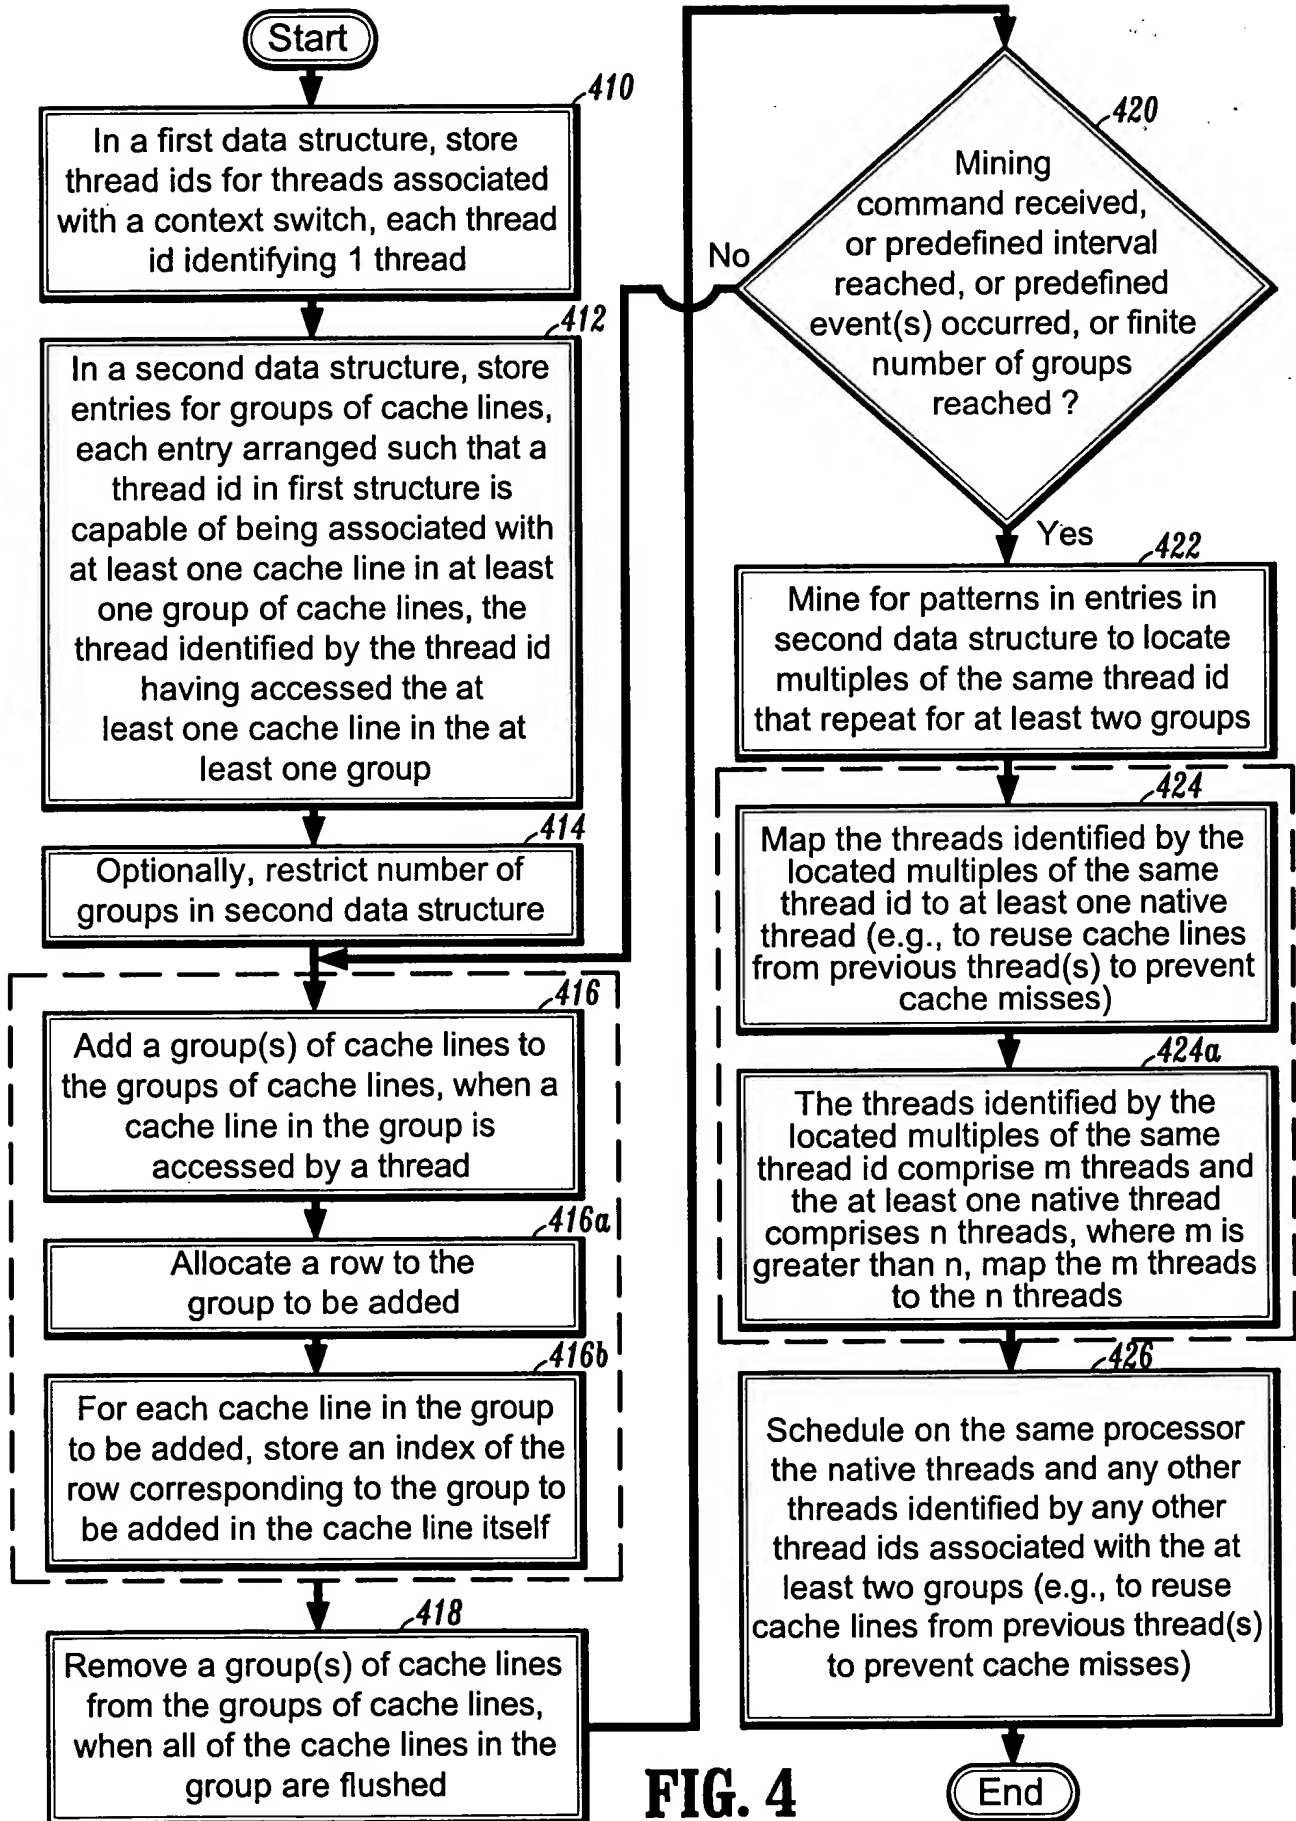 Start
410
In a first data structure, store
thread ids for threads associated
with a context switch, each thread
id identifying 1 thread
412
In a second data structure, store
entries for groups of cache lines,
each entry arranged such that a
thread id in first structure is
capable of being associated with
at least one cache line in at least
one group of cache lines, the
thread identified by the thread id
having accessed the at
least one cache line in the at
least one group
414
Optionally, restrict number of
groups in second data structure
416
Add a group(s) of cache lines to
the groups of cache lines, when a
cache line in the group is
accessed by a thread
416a
Allocate a row to the
group to be added
416b
For each cache line in the group
to be added, store an index of the
row corresponding to the group to
be added in the cache line itself
418
Remove a group(s) of cache lines
from the groups of cache lines,
when all of the cache lines in the
group are flushed
420
Mining
command received,
or predefined interval
reached, or predefined
event(s) occurred, or finite
number of groups
reached ?
No
Yes
422
Mine for patterns in entries in
second data structure to locate
multiples of the same thread id
that repeat for at least two groups
424
Map the threads identified by the
located multiples of the same
thread id to at least one native
thread (e.g., to reuse cache lines
from previous thread(s) to prevent
cache misses)
424a
The threads identified by the
located multiples of the same
thread id comprise m threads and
the at least one native thread
comprises n threads, where m is
greater than n, map the m threads
to the n threads
426
Schedule on the same processor
the native threads and any other
threads identified by any other
thread ids associated with the at
least two groups (e.g., to reuse
cache lines from previous thread(s)
to prevent cache misses)
End
FIG. 4